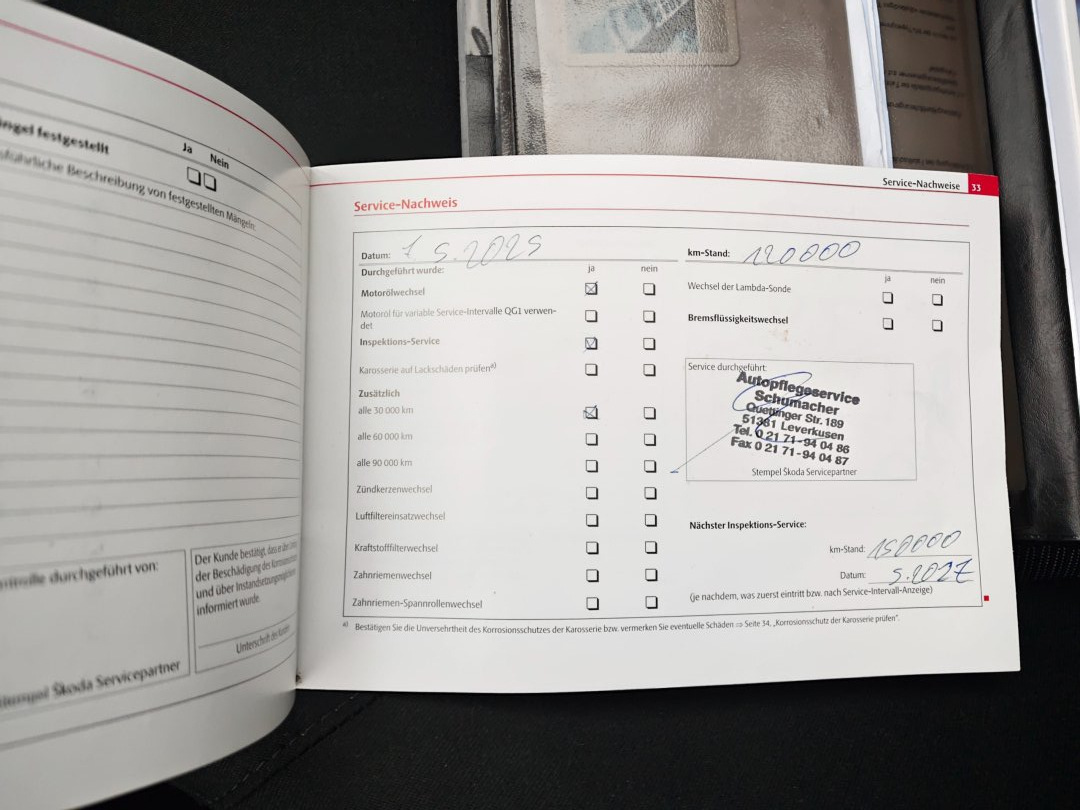 festgestellt
Ja Nein
Beschreibung von festgestellten Mängeln:
durchgeführt von:
Der Kunde bestätigt, dass er über
der Beschädigung des
und über
informiert wurde.
Unterschrift des Kunden
Stempel Škoda Servicepartner
Service-Nachweise 33
Service-Nachweis
Datum: 7 5.2025
km-Stand: 120000
Durchgeführt wurde: ja nein
Motorölwechsel
Motoröl für variable Service-Intervalle QG1 verwen-
det
Inspektions-Service
Karosserie auf Lackschäden prüfen a)
Zusätzlich
alle 30 000 km
alle 60 000 km
alle 90 000 km
Zündkerzenwechsel
Luftfiltereinsatzwechsel
Kraftstofffilterwechsel
Zahnriemenwechsel
Zahnriemen-Spannrollenwechsel
ja nein
Wechsel der Lambda-Sonde
Bremsflüssigkeitswechsel
Service durchgeführt:
Autopflegeservice
Schumacher
Quettinger Str. 189
51381 Leverkusen
Tel. 0 21 71-94 04 86
Fax 0 21 71-94 04 87
Stempel Škoda Servicepartner
Nächster Inspektions-Service:
km-Stand: 150000
Datum: 5.2027
(je nachdem, was zuerst eintritt bzw. nach Service-Intervall-Anzeige)
a) Bestätigen Sie die Unversehrtheit des Korrosionsschutzes der Karosserie bzw. vermerken Sie eventuelle Schäden ⇒ Seite 34, „Korrosionsschutz der Karosserie prüfen“.